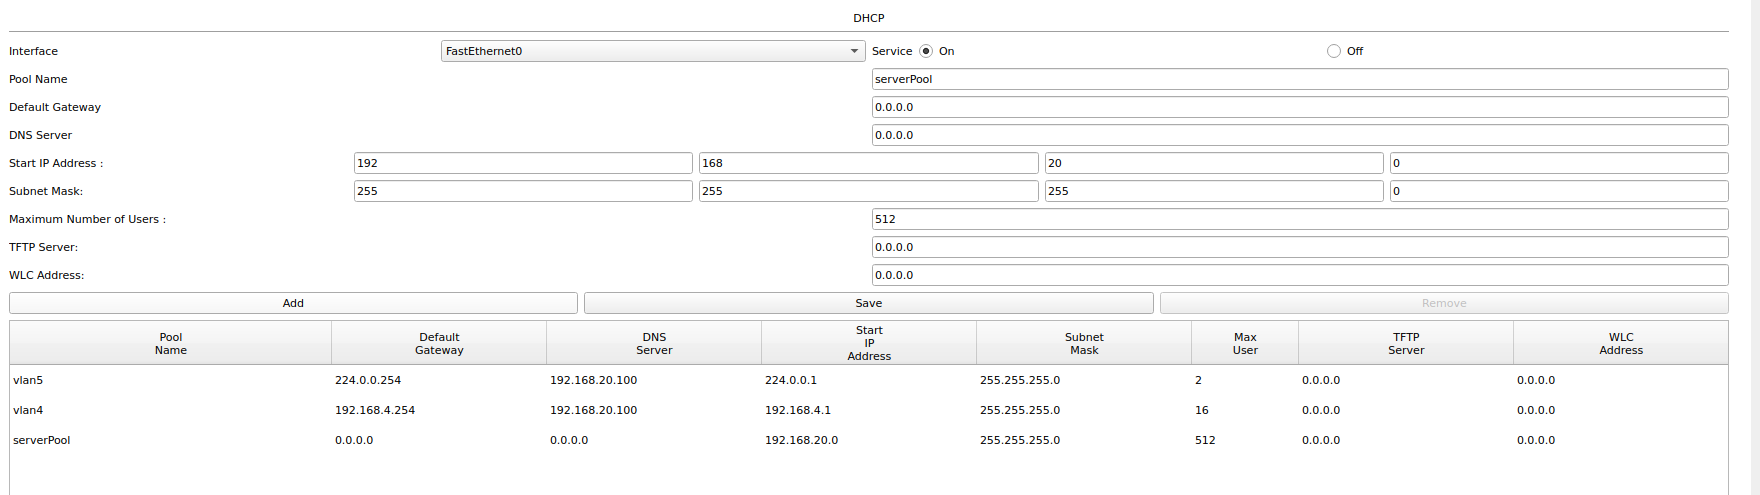 DHCP
Interface FastEthernet0 Service On Off
Pool Name serverPool
Default Gateway 0.0.0.0
DNS Server 0.0.0.0
Start IP Address : 192 168 20 0
Subnet Mask: 255 255 255 0
Maximum Number of Users : 512
TFTP Server: 0.0.0.0
WLC Address: 0.0.0.0
Add Save Remove
Pool Name Default Gateway DNS Server Start IP Address Subnet Mask Max User TFTP Server WLC Address
vlan5 224.0.0.254 192.168.20.100 224.0.0.1 255.255.255.0 2 0.0.0.0 0.0.0.0
vlan4 192.168.4.254 192.168.20.100 192.168.4.1 255.255.255.0 16 0.0.0.0 0.0.0.0
serverPool 0.0.0.0 0.0.0.0 192.168.20.0 255.255.255.0 512 0.0.0.0 0.0.0.0